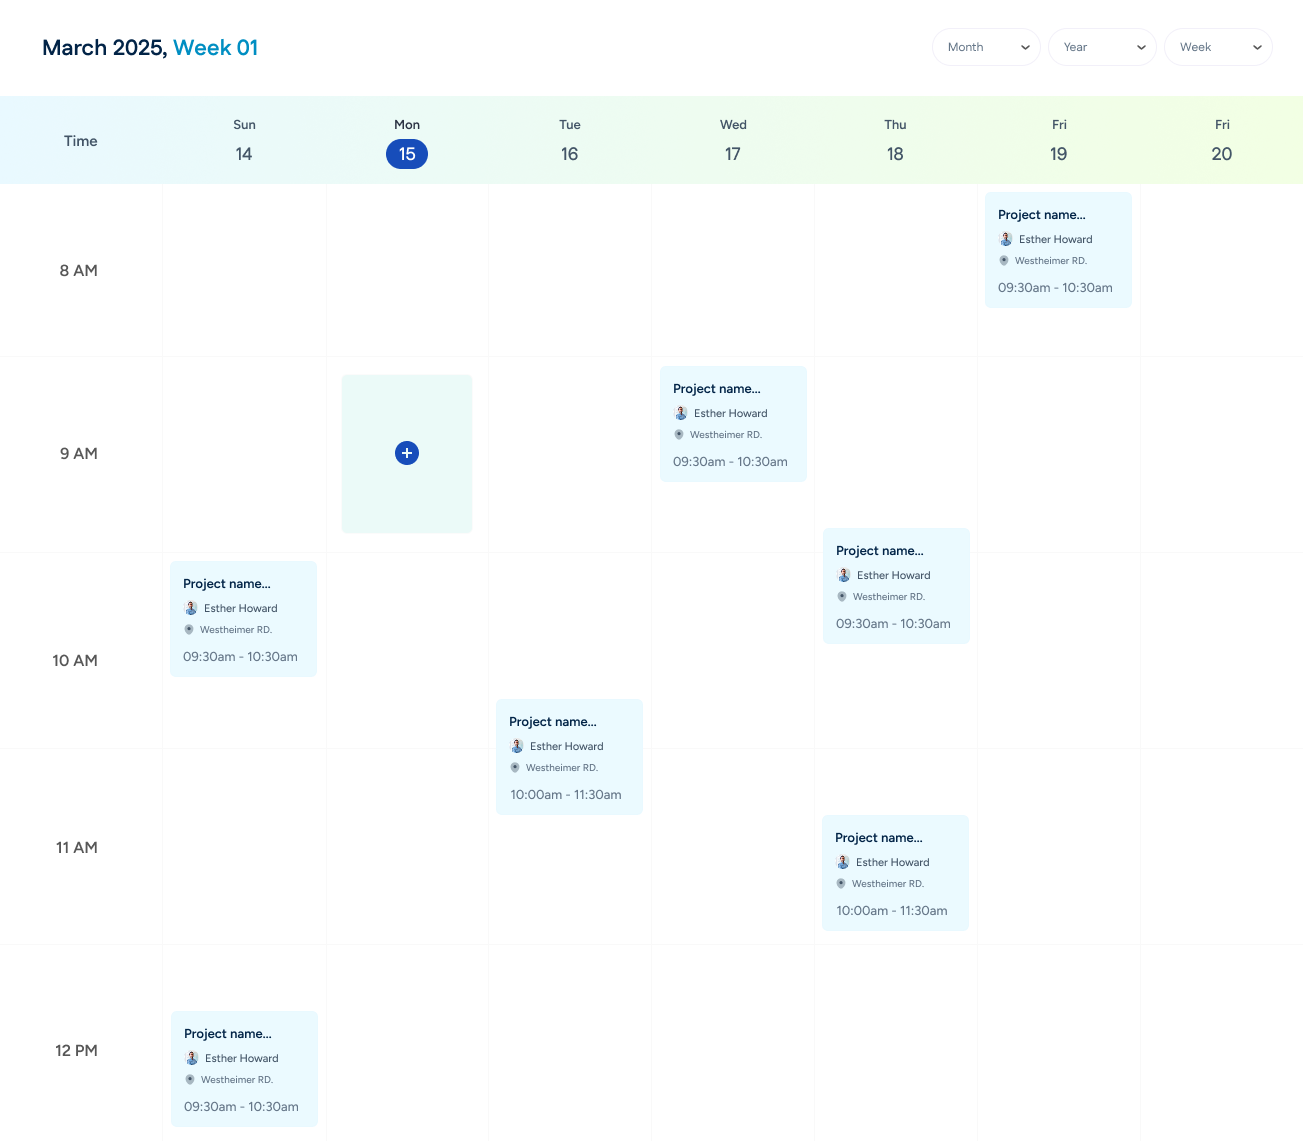 March 2025, Week 01
Month
Year
Week
Time
Sun
14
Mon
15
Tue
16
Wed
17
Thu
18
Fri
19
Fri
20
8 AM
Project name...
Esther Howard
Westheimer RD.
09:30am - 10:30am
9 AM
Project name...
Esther Howard
Westheimer RD.
09:30am - 10:30am
Project name...
Esther Howard
Westheimer RD.
09:30am - 10:30am
10 AM
Project name...
Esther Howard
Westheimer RD.
09:30am - 10:30am
Project name...
Esther Howard
Westheimer RD.
10:00am - 11:30am
11 AM
Project name...
Esther Howard
Westheimer RD.
10:00am - 11:30am
12 PM
Project name...
Esther Howard
Westheimer RD.
09:30am - 10:30am